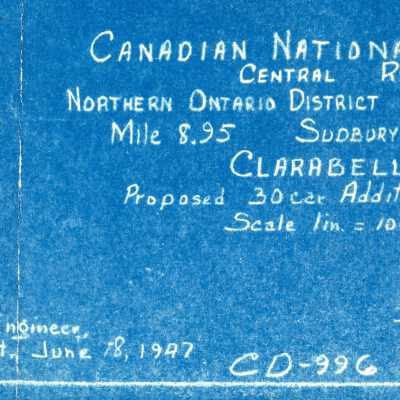 CANADIAN NATIONA
CENTRAL R
NORTHERN ONTARIO DISTRICT
Mile 8.95 SUDBURY
CLARABELL
Proposed 30 car Addit
Scale 1in. = 10
Engineer,
t, June 18, 1947
CD-996